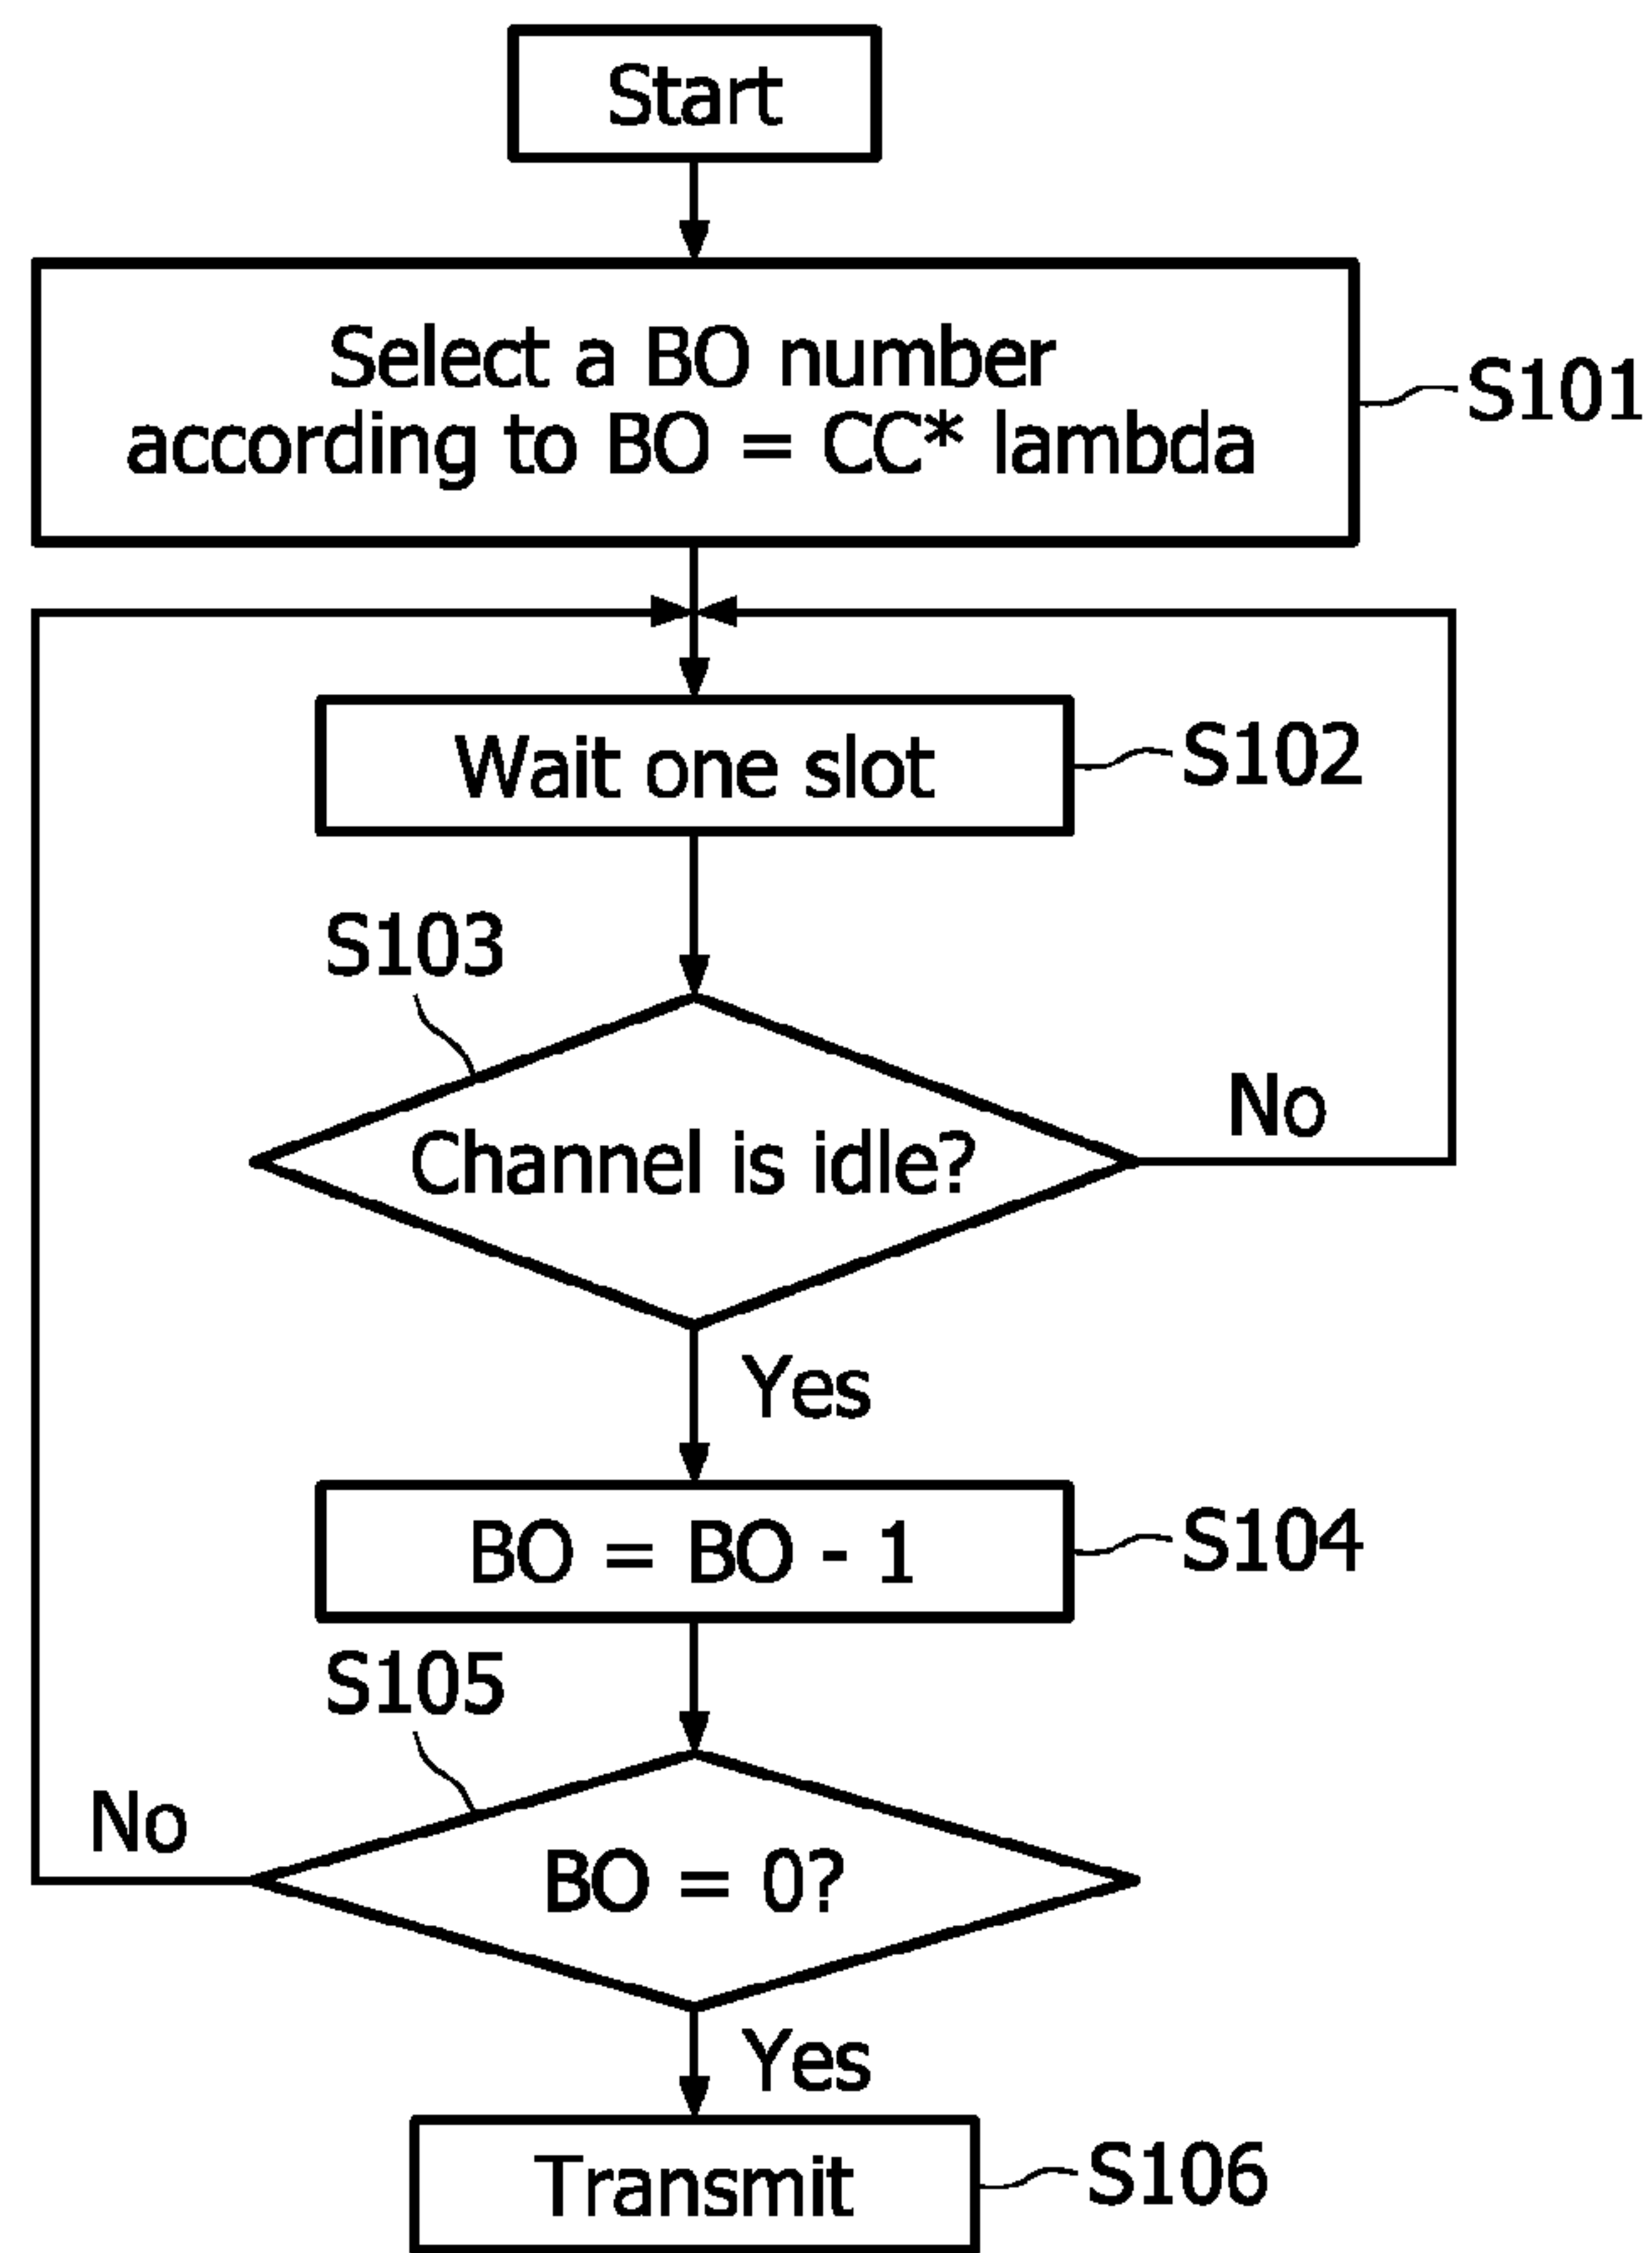 Start
Select a BO number
according to BO = CC* lambda
S101
Wait one slot
S102
S103
Channel is idle?
No
Yes
BO = BO - 1
S104
S105
No
BO = 0?
Yes
Transmit
S106